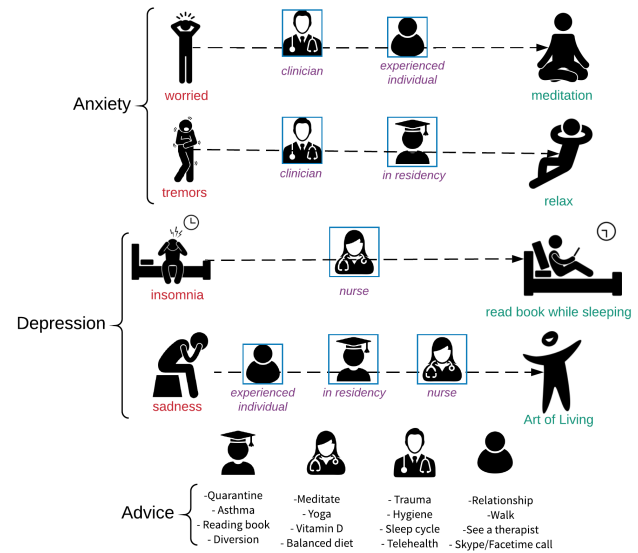 worried
clinician
experienced
individual
meditation
Anxiety
tremors
clinician
in residency
relax
insomnia
nurse
read book while sleeping
Depression
sadness
experienced
individual
in residency
nurse
Art of Living
Advice
-Quarantine
- Asthma
- Reading book
- Diversion
-Meditate
- Yoga
- Vitamin D
- Balanced diet
- Trauma
- Hygiene
- Sleep cycle
- Telehealth
-Relationship
-Walk
-See a therapist
-Skype/Facetime call